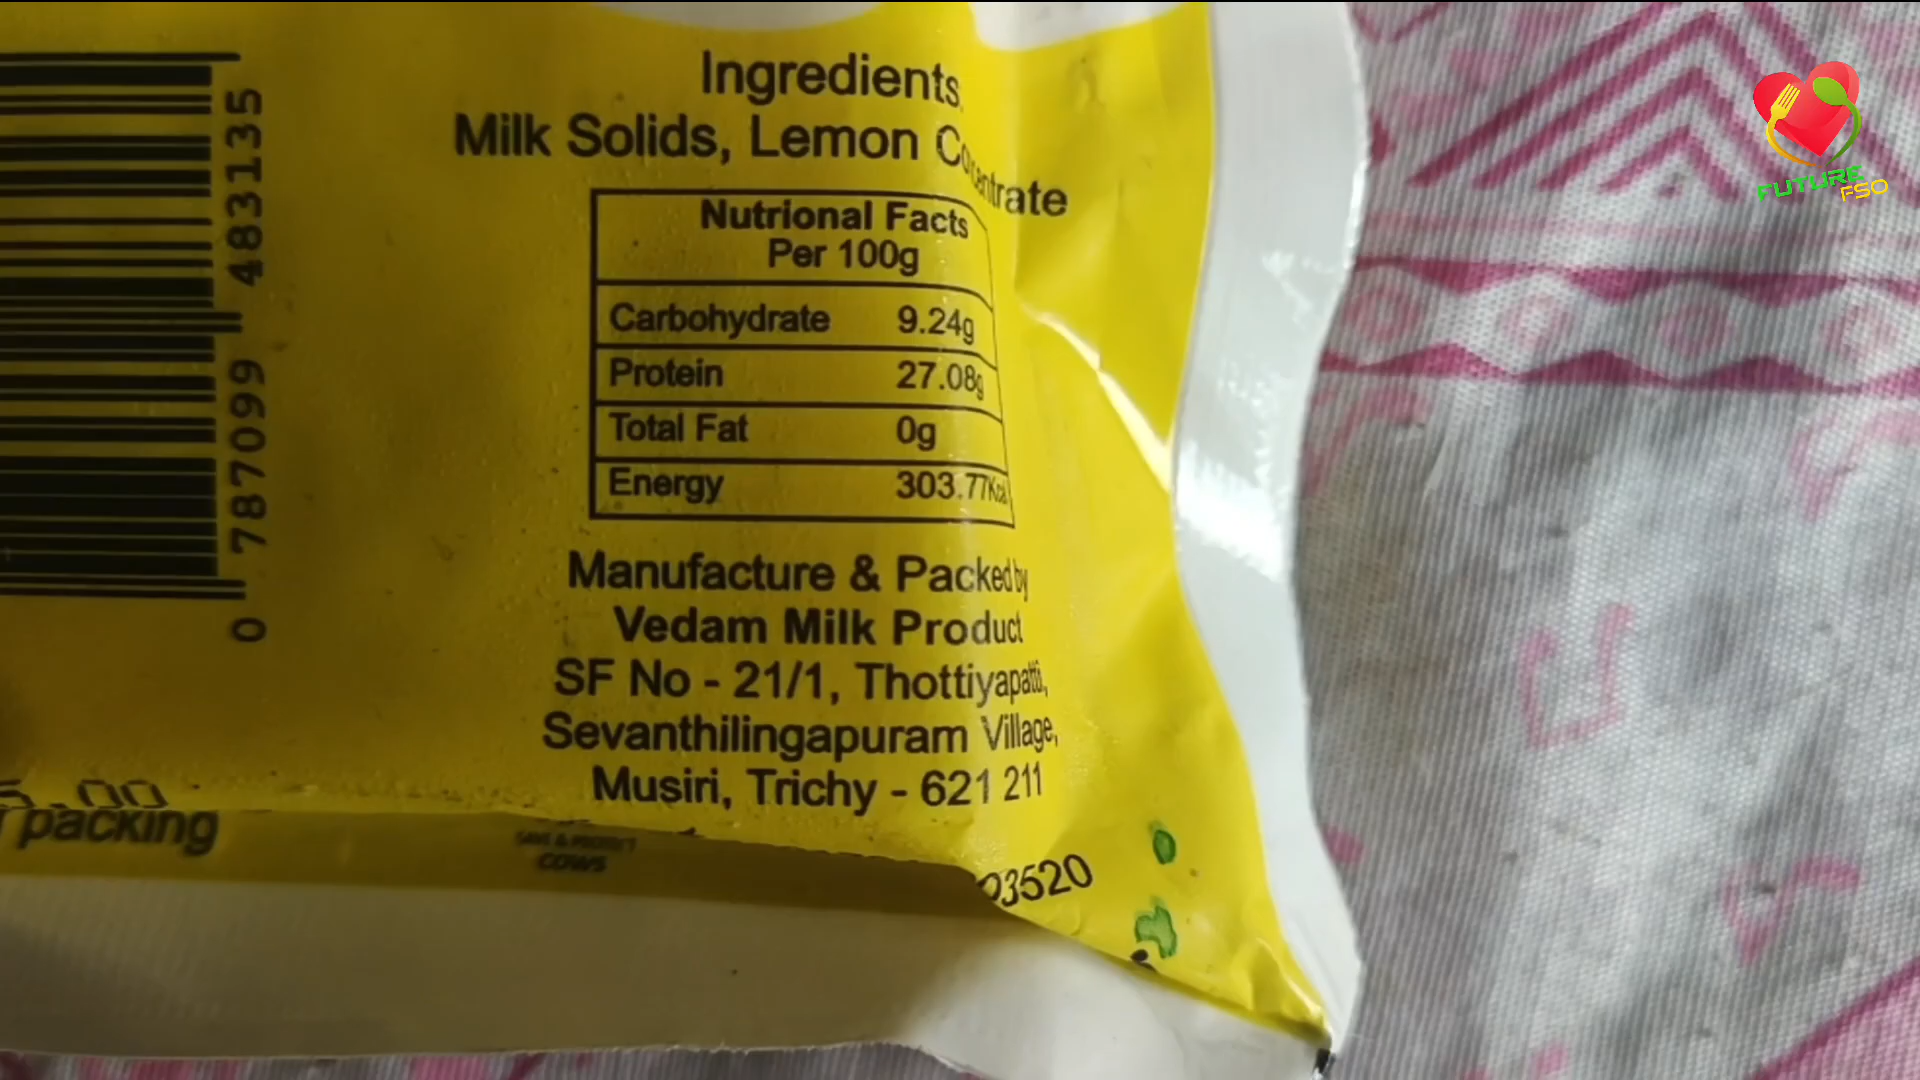 Ingredients
Milk Solids, Lemon Concentrate
Nutrional Facts
Per 100g
Carbohydrate 9.24g
Protein 27.08g
Total Fat 0g
Energy 303.77Kcal
Manufacture & Packed by
Vedam Milk Product
SF No - 21/1, Thottiyapatti,
Sevanthilingapuram Village,
Musiri, Trichy - 621 211
0 787099 483135
packing
COWS
03520
FUTURE
FSO